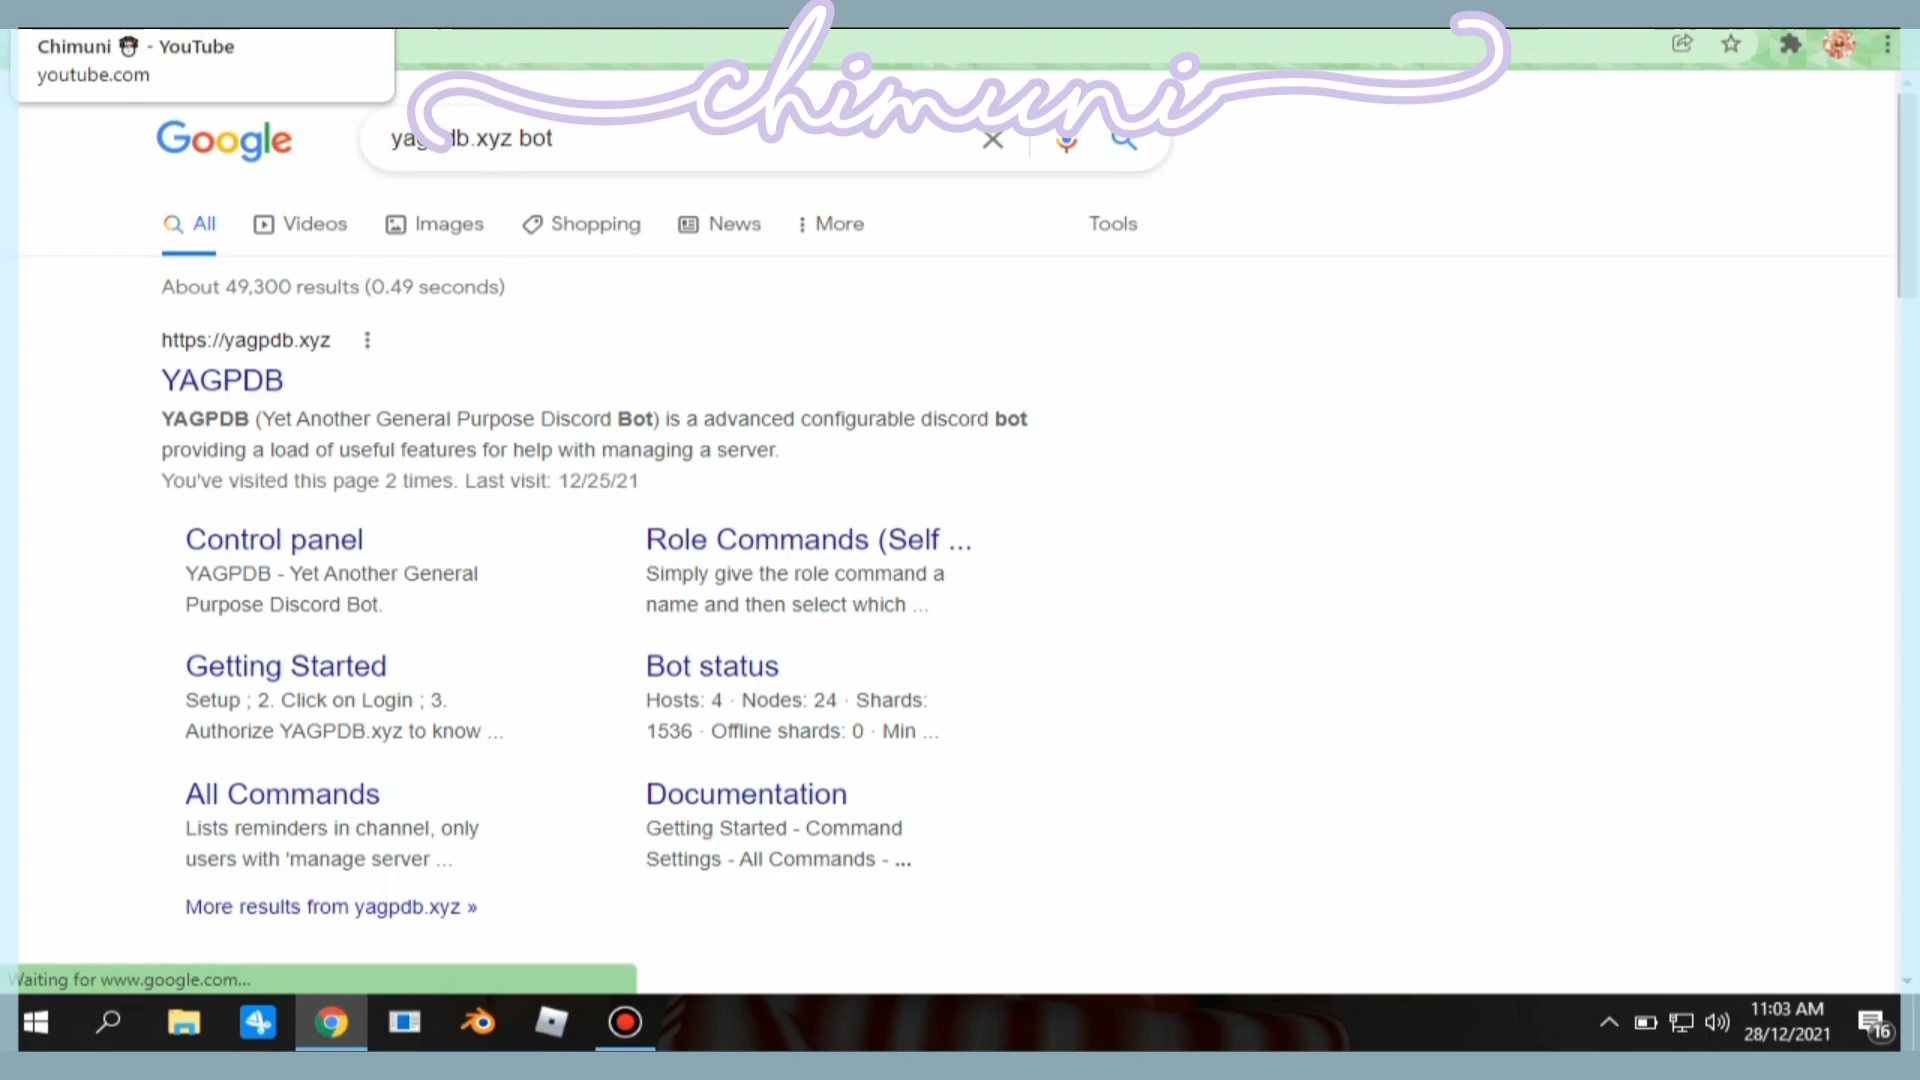 chimuni
Chimuni - YouTube
youtube.com
Google
db.xyz bot
All
Videos
Images
Shopping
News
More
Tools
About 49,300 results (0.49 seconds)
https://yagpdb.xyz
YAGPDB
YAGPDB (Yet Another General Purpose Discord Bot) is a advanced configurable discord bot
providing a load of useful features for help with managing a server.
You've visited this page 2 times. Last visit: 12/25/21
Control panel
YAGPDB - Yet Another General
Purpose Discord Bot.
Role Commands (Self ...
Simply give the role command a
name and then select which ...
Getting Started
Setup ; 2. Click on Login ; 3.
Authorize YAGPDB.xyz to know ...
Bot status
Hosts: 4 · Nodes: 24 · Shards:
1536 · Offline shards: 0 · Min ...
All Commands
Lists reminders in channel, only
users with 'manage server ...
Documentation
Getting Started - Command
Settings - All Commands - ...
More results from yagpdb.xyz »
Waiting for www.google.com...
11:03 AM
28/12/2021
16